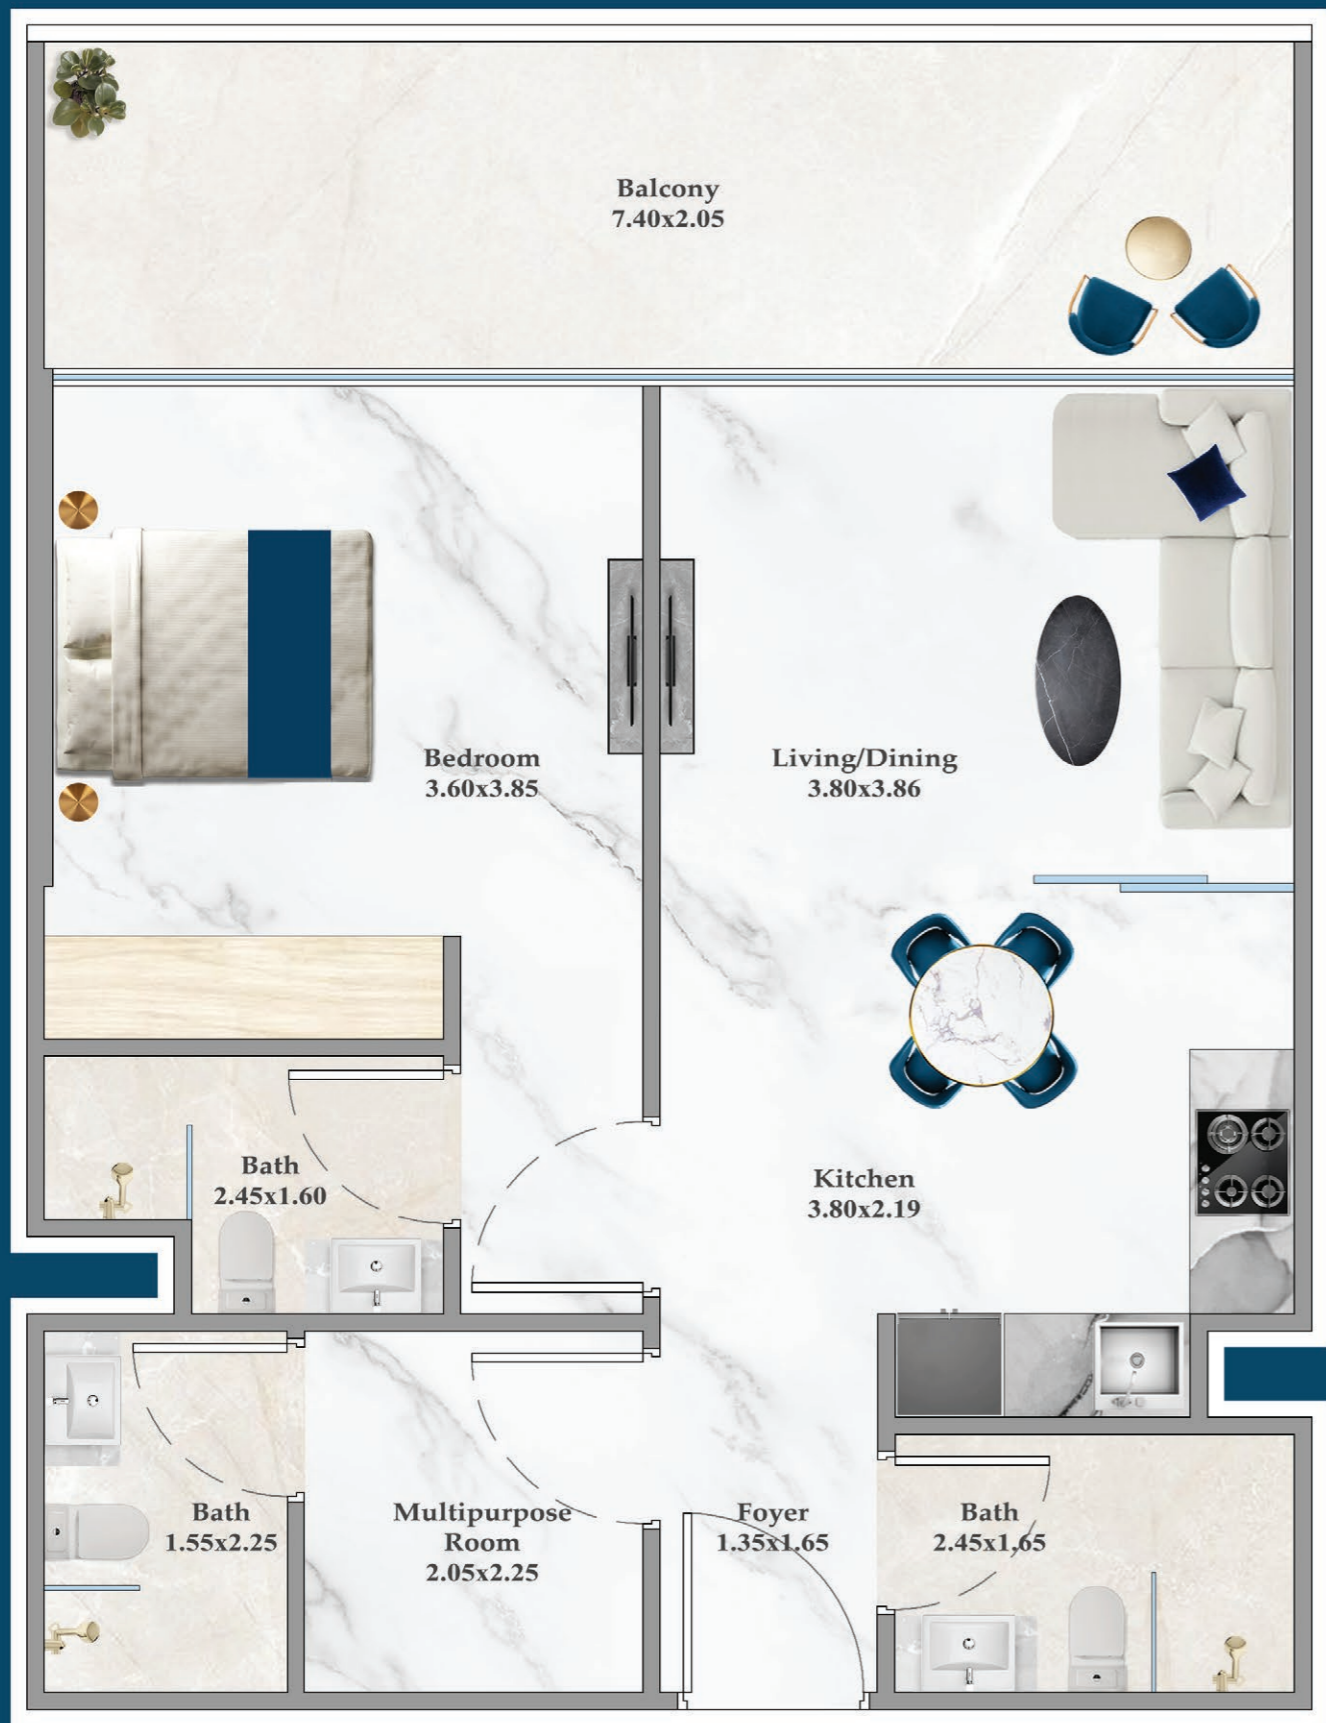 Balcony
7.40x2.05
Bedroom
3.60x3.85
Living/Dining
3.80x3.86
Bath
2.45x1.60
Kitchen
3.80x2.19
Bath
1.55x2.25
Multipurpose
Room
2.05x2.25
Foyer
1.35x1.65
Bath
2.45x1.65